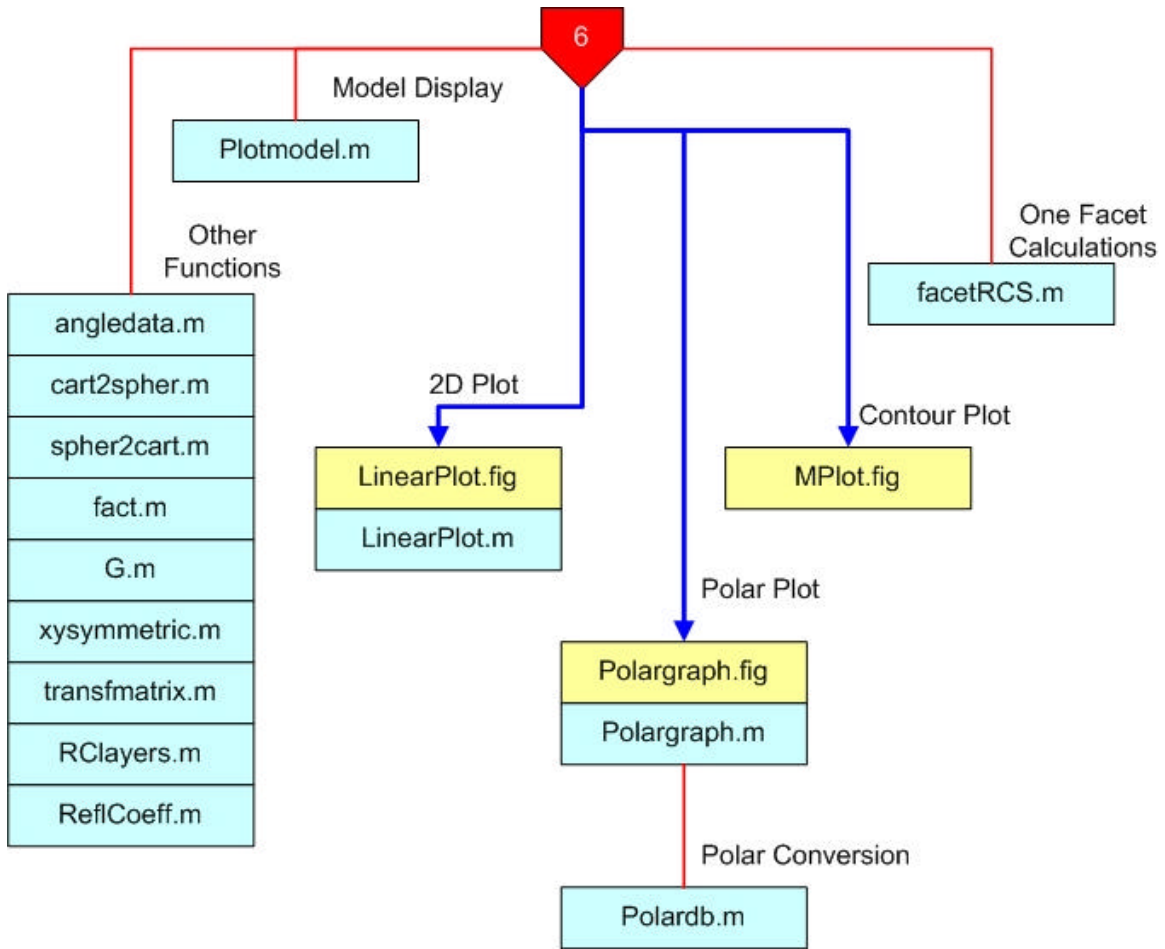 6
Model Display
Plotmodel.m
Other
Functions
angledata.m
cart2spher.m
spher2cart.m
fact.m
G.m
xysymmetric.m
transfmatrix.m
RClayers.m
ReflCoeff.m
2D Plot
LinearPlot.fig
LinearPlot.m
Polar Plot
Polargraph.fig
Polargraph.m
Polar Conversion
Polardb.m
Contour Plot
MPlot.fig
One Facet
Calculations
facetRCS.m